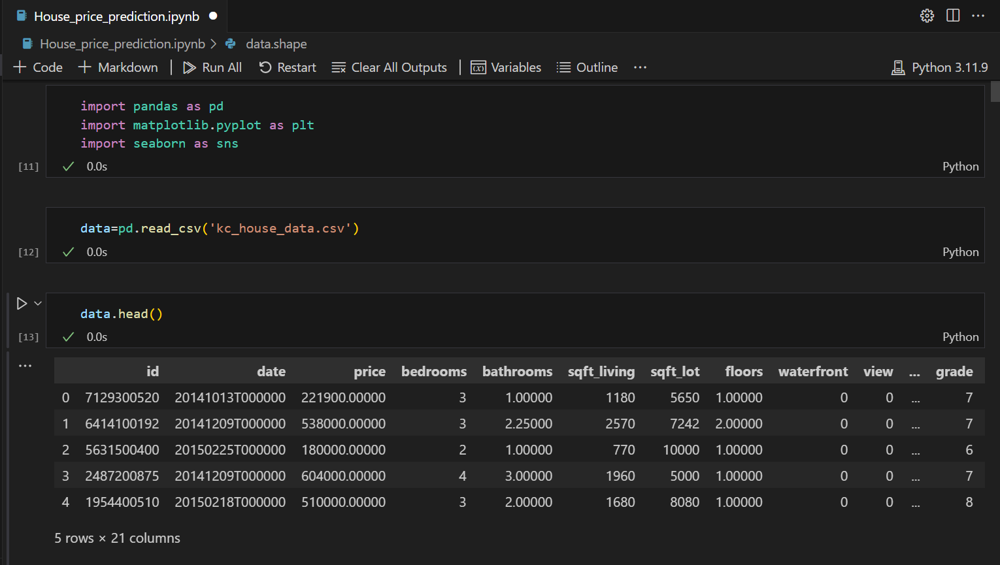 House_price_prediction.ipynb
House_price_prediction.ipynb > data.shape
+ Code + Markdown | Run All Restart Clear All Outputs | Variables Outline ... Python 3.11.9
import pandas as pd
import matplotlib.pyplot as plt
import seaborn as sns
[11] 0.0s Python
data=pd.read_csv('kc_house_data.csv')
[12] 0.0s Python
data.head()
[13] 0.0s Python
id date price bedrooms bathrooms sqft_living sqft_lot floors waterfront view ... grade
0 7129300520 20141013T000000 221900.00000 3 1.00000 1180 5650 1.00000 0 0 ... 7
1 6414100192 20141209T000000 538000.00000 3 2.25000 2570 7242 2.00000 0 0 ... 7
2 5631500400 20150225T000000 180000.00000 2 1.00000 770 10000 1.00000 0 0 ... 6
3 2487200875 20141209T000000 604000.00000 4 3.00000 1960 5000 1.00000 0 0 ... 7
4 1954400510 20150218T000000 510000.00000 3 2.00000 1680 8080 1.00000 0 0 ... 8
5 rows × 21 columns